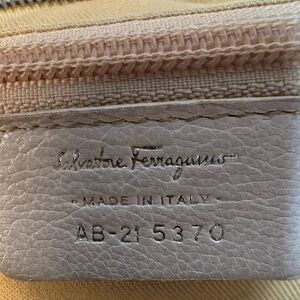 Salvatore Ferragamo
- MADE IN ITALY -
AB-21 5370